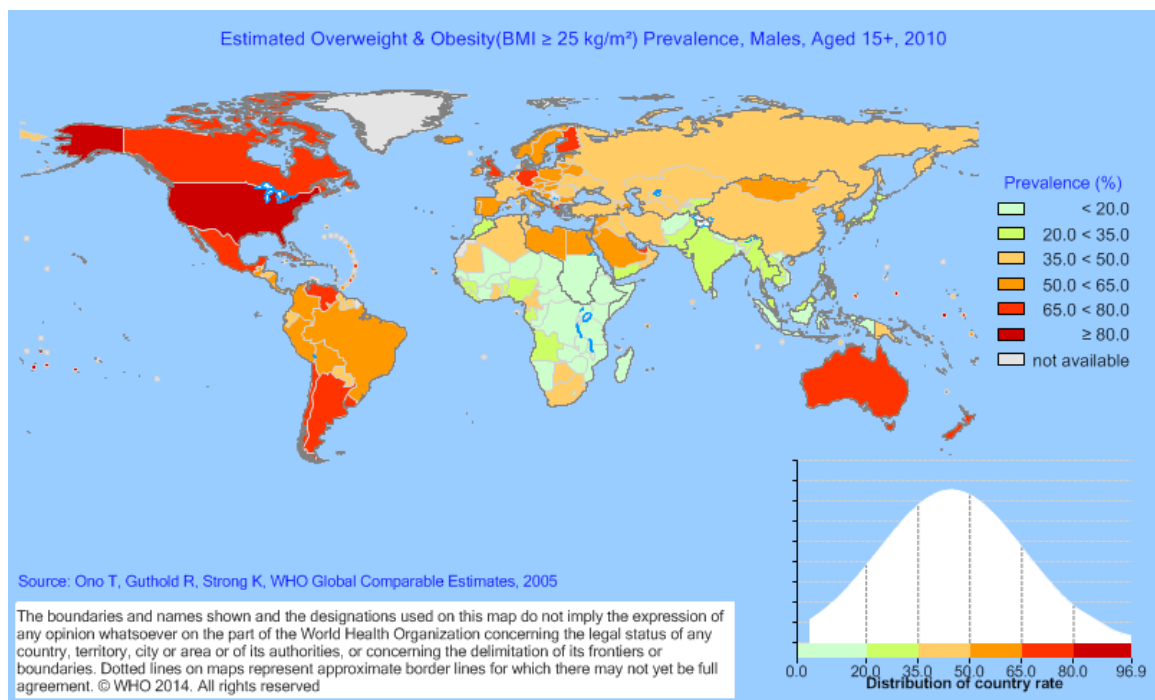 Estimated Overweight & Obesity(BMI ≥ 25 kg/m²) Prevalence, Males, Aged 15+, 2010
Prevalence (%)
< 20.0
20.0 < 35.0
35.0 < 50.0
50.0 < 65.0
65.0 < 80.0
≥ 80.0
not available
Source: Ono T, Guthold R, Strong K, WHO Global Comparable Estimates, 2005
The boundaries and names shown and the designations used on this map do not imply the expression of
any opinion whatsoever on the part of the World Health Organization concerning the legal status of any
country, territory, city or area or of its authorities, or concerning the delimitation of its frontiers or
boundaries. Dotted lines on maps represent approximate border lines for which there may not yet be full
agreement. © WHO 2014. All rights reserved
0.0 20.0 35.0 50.0 65.0 80.0 96.9
Distribution of country rate